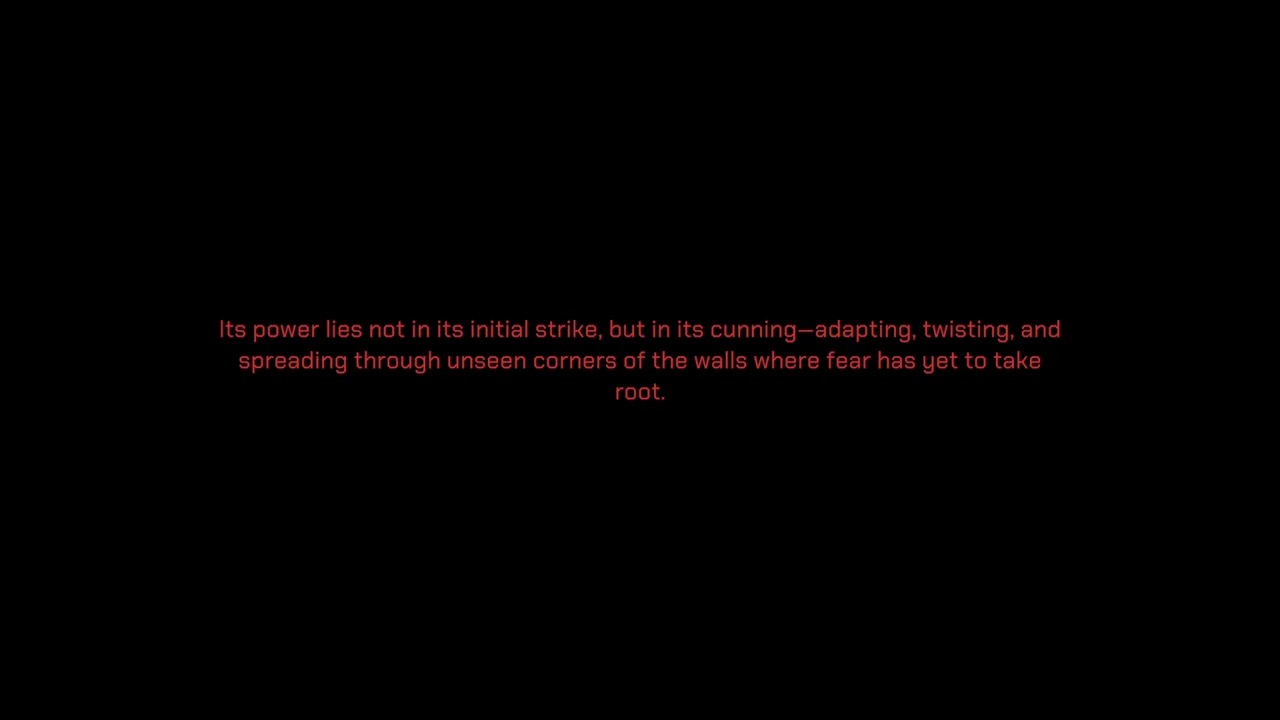 Its power lies not in its initial strike, but in its cunning—adapting, twisting, and
spreading through unseen corners of the walls where fear has yet to take
root.